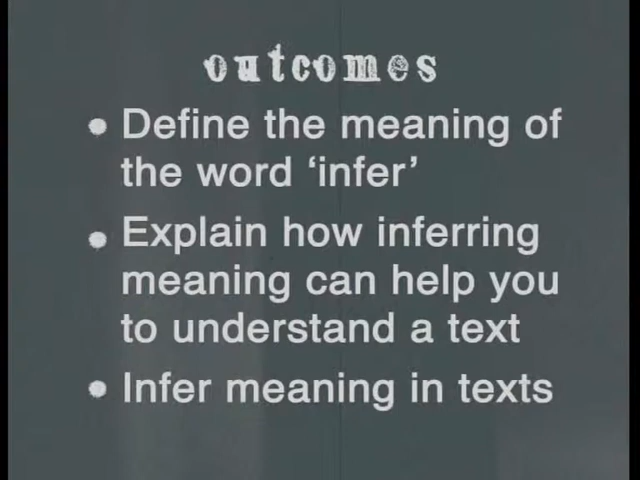 outcomes
• Define the meaning of
the word ‘infer’
• Explain how inferring
meaning can help you
to understand a text
• Infer meaning in texts